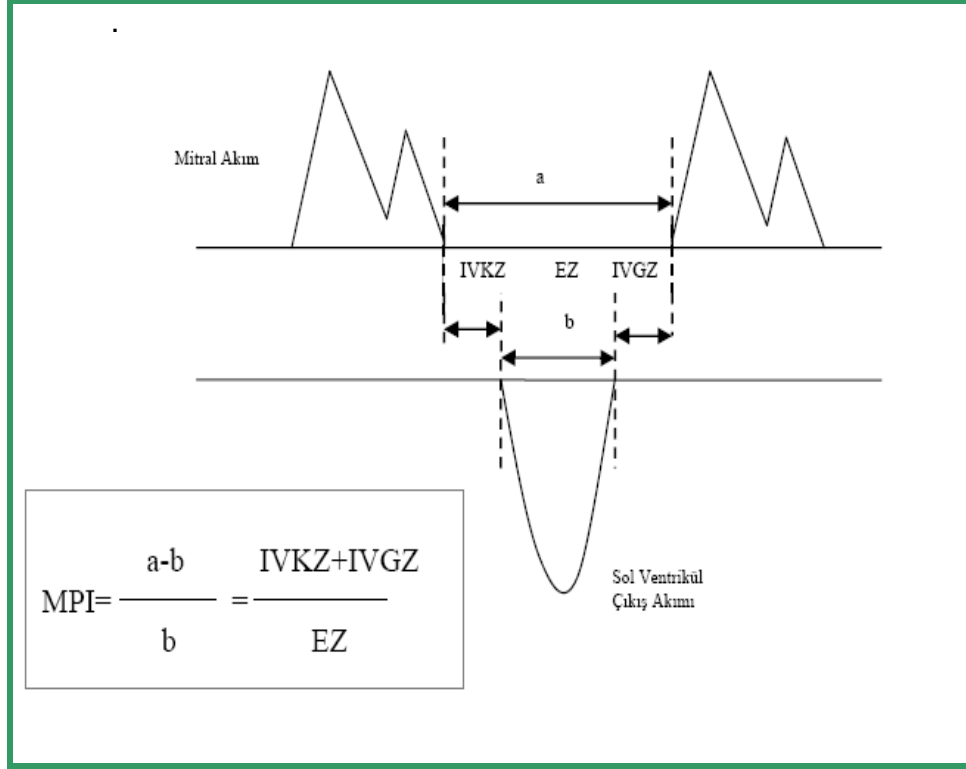 .
Mitral Akım
a
IVKZ EZ IVGZ
b
a-b IVKZ+IVGZ
MPI= =
b EZ
Sol Ventrikül
Çıkış Akımı